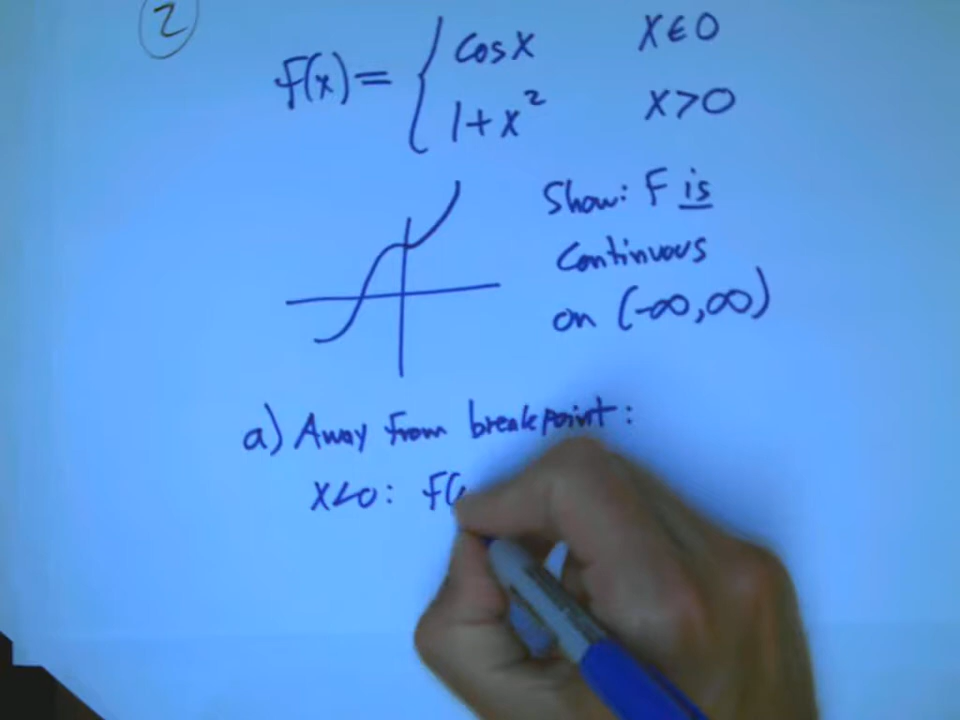 2
f(x) = { cos x x ≤ 0
1 + x² x > 0
Show: F is
continuous
on (-∞,∞)
a) Away from breakpoint:
x<0: f(